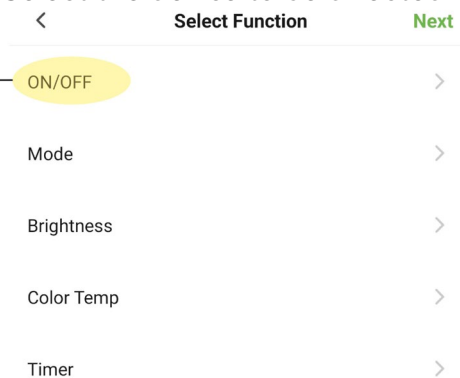 Select Function
Next
ON/OFF
Mode
Brightness
Color Temp
Timer